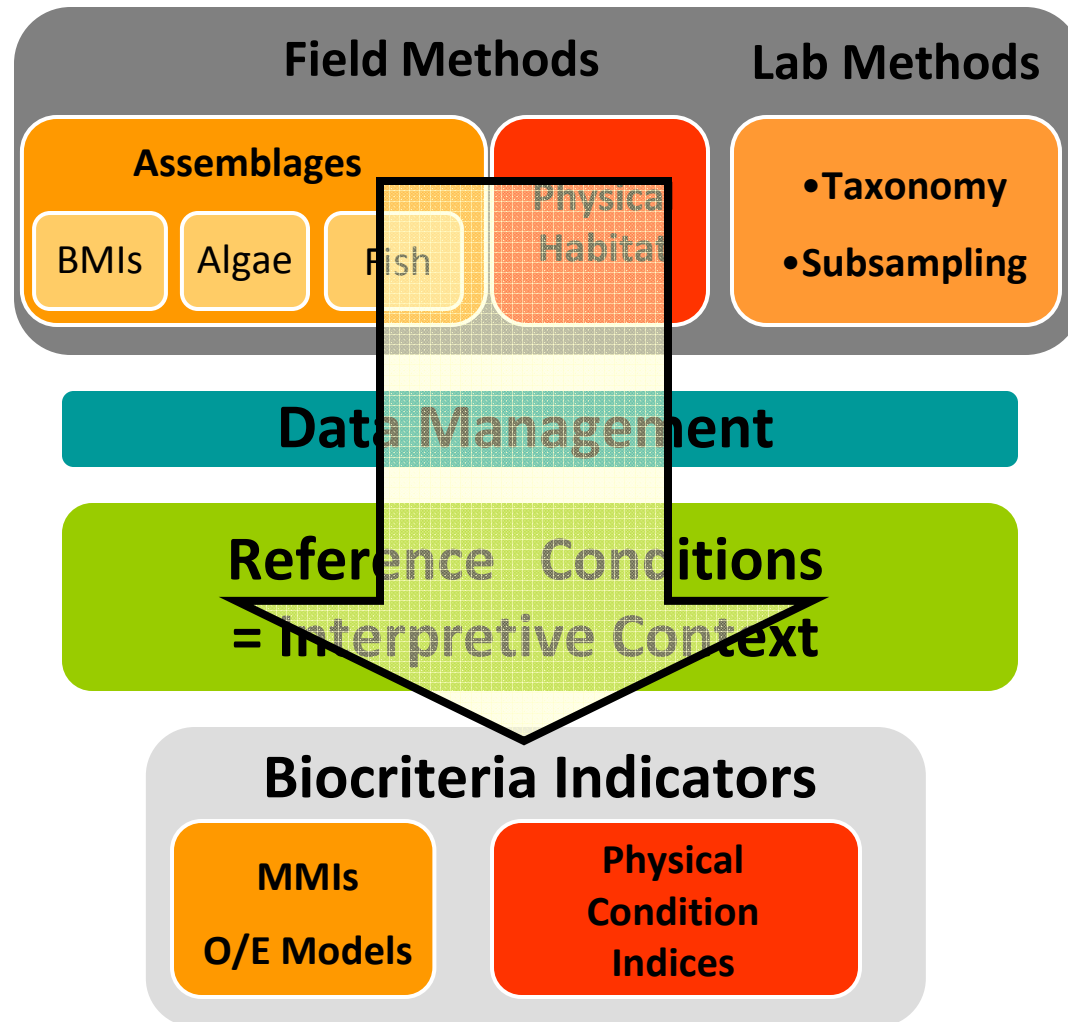 Field Methods
Lab Methods
Assemblages
BMIs
Algae
Fish
Physical
Habitat
•Taxonomy
•Subsampling
Data Management
Reference Conditions
= Interpretive Context
Biocriteria Indicators
MMIs
O/E Models
Physical
Condition
Indices